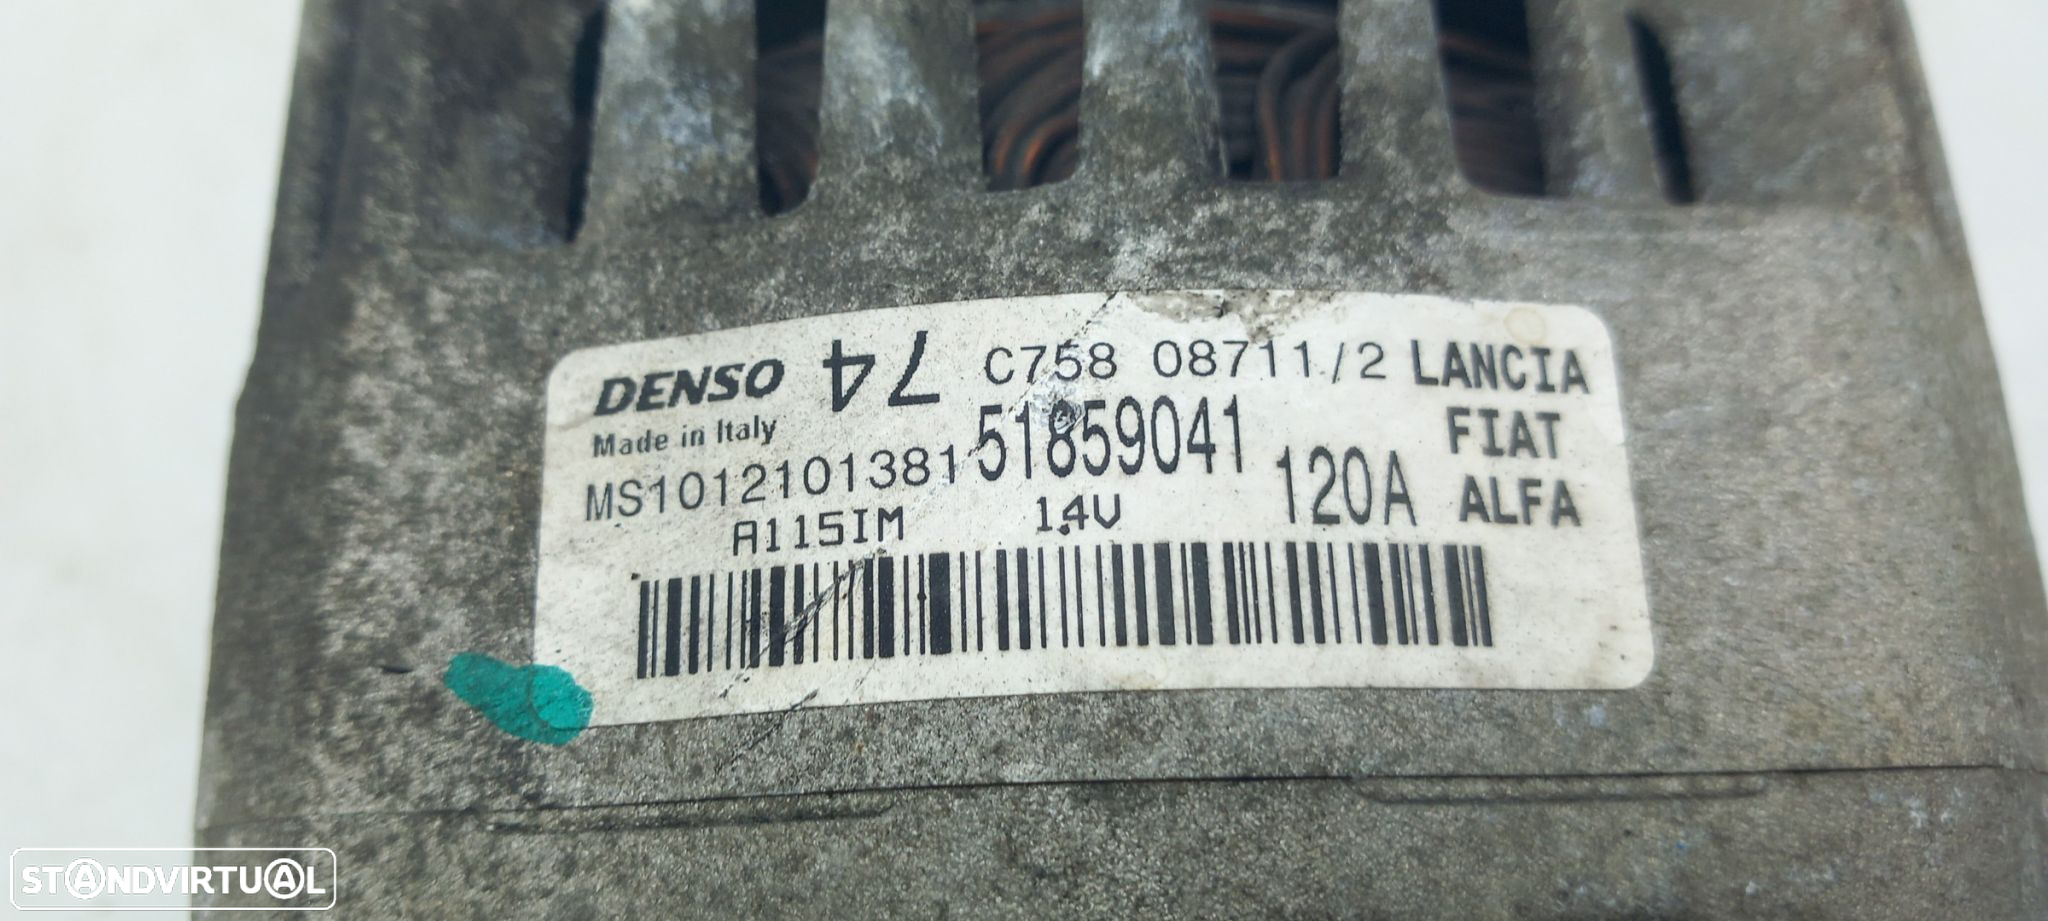 DENSO 74 C758 08711/2 LANCIA
Made in Italy
MS1012101381 51859041 FIAT
A115IM 14V 120A ALFA
STANDVIRTUAL